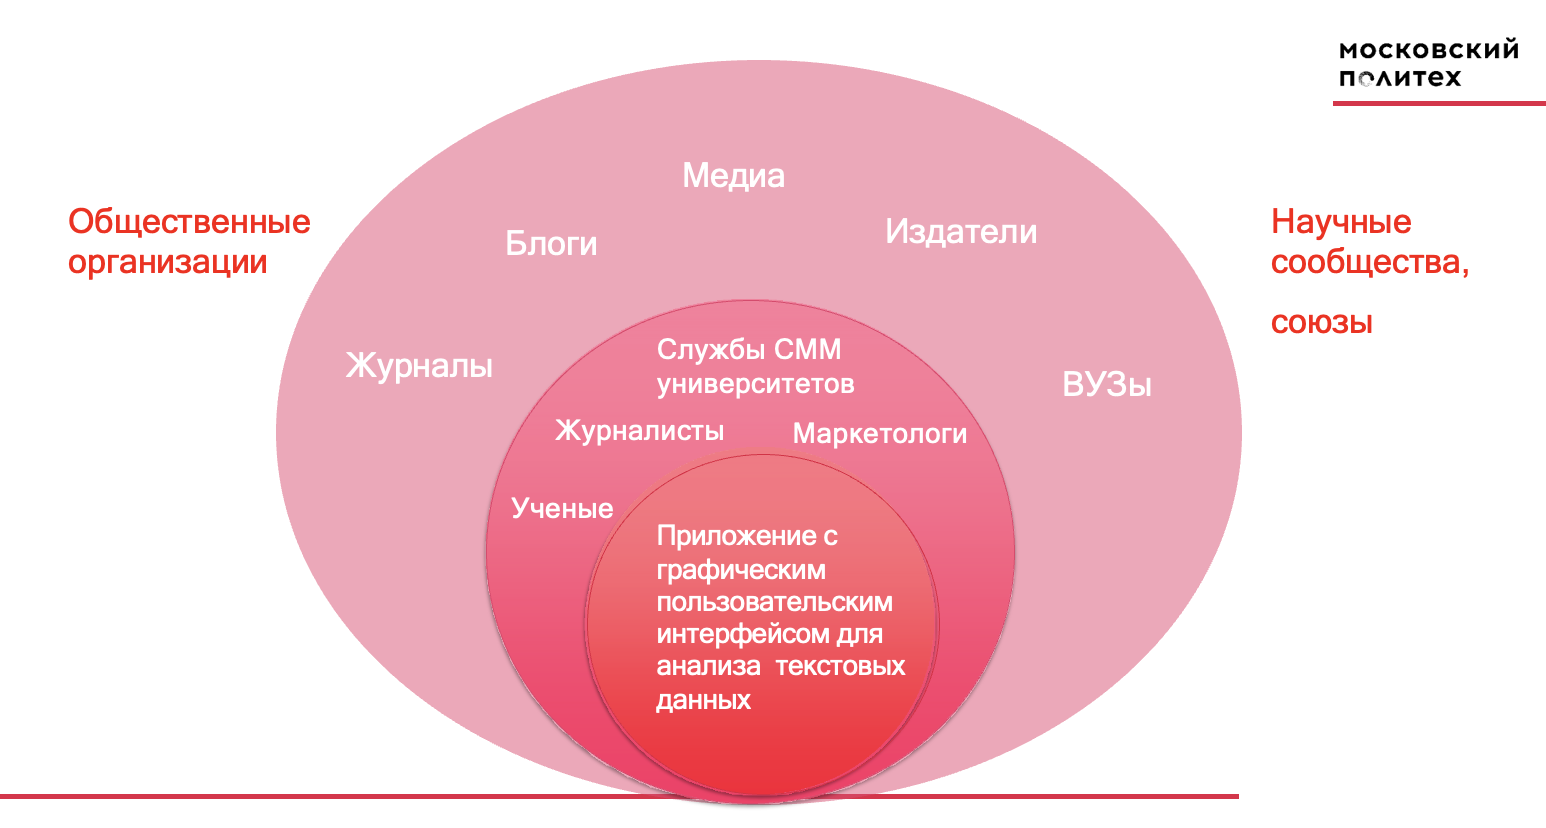 МОСКОВСКИЙ
ПОЛИТЕХ
Медиа
Общественные
организации
Блоги
Издатели
Научные
сообщества,
союзы
Журналы
ВУЗы
Службы СММ
университетов
Журналисты
Маркетологи
Ученые
Приложение с
графическим
пользовательским
интерфейсом для
анализа текстовых
данных